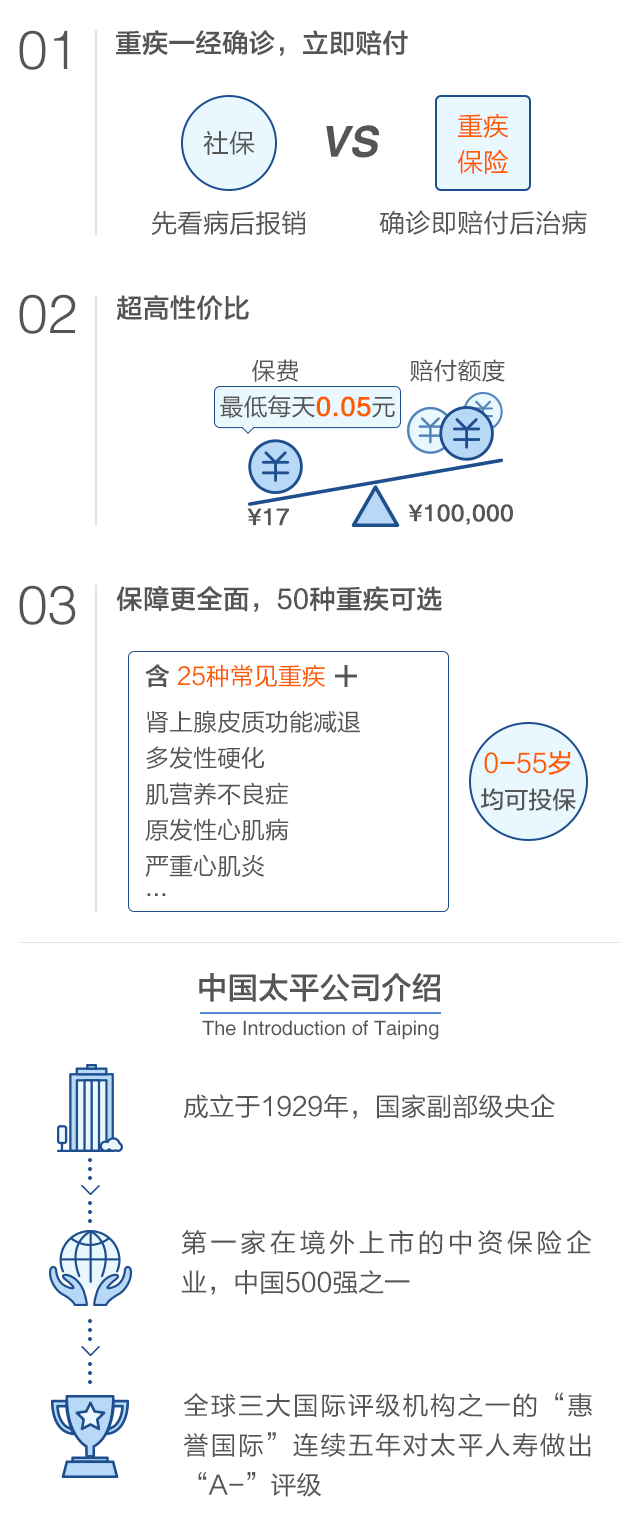 01
重疾一经确诊，立即赔付
社保
VS
重疾
保险
先看病后报销
确诊即赔付后治病
02
超高性价比
保费
赔付额度
最低每天0.05元
¥
¥
¥
¥
¥17
¥100,000
03
保障更全面，50种重疾可选
含 25种常见重疾 ＋
肾上腺皮质功能减退
多发性硬化
肌营养不良症
原发性心肌病
严重心肌炎
…
0-55岁
均可投保
中国太平公司介绍
The Introduction of Taiping
成立于1929年，国家副部级央企
第一家在境外上市的中资保险企
业，中国500强之一
全球三大国际评级机构之一的“惠
誉国际”连续五年对太平人寿做出
“A-”评级